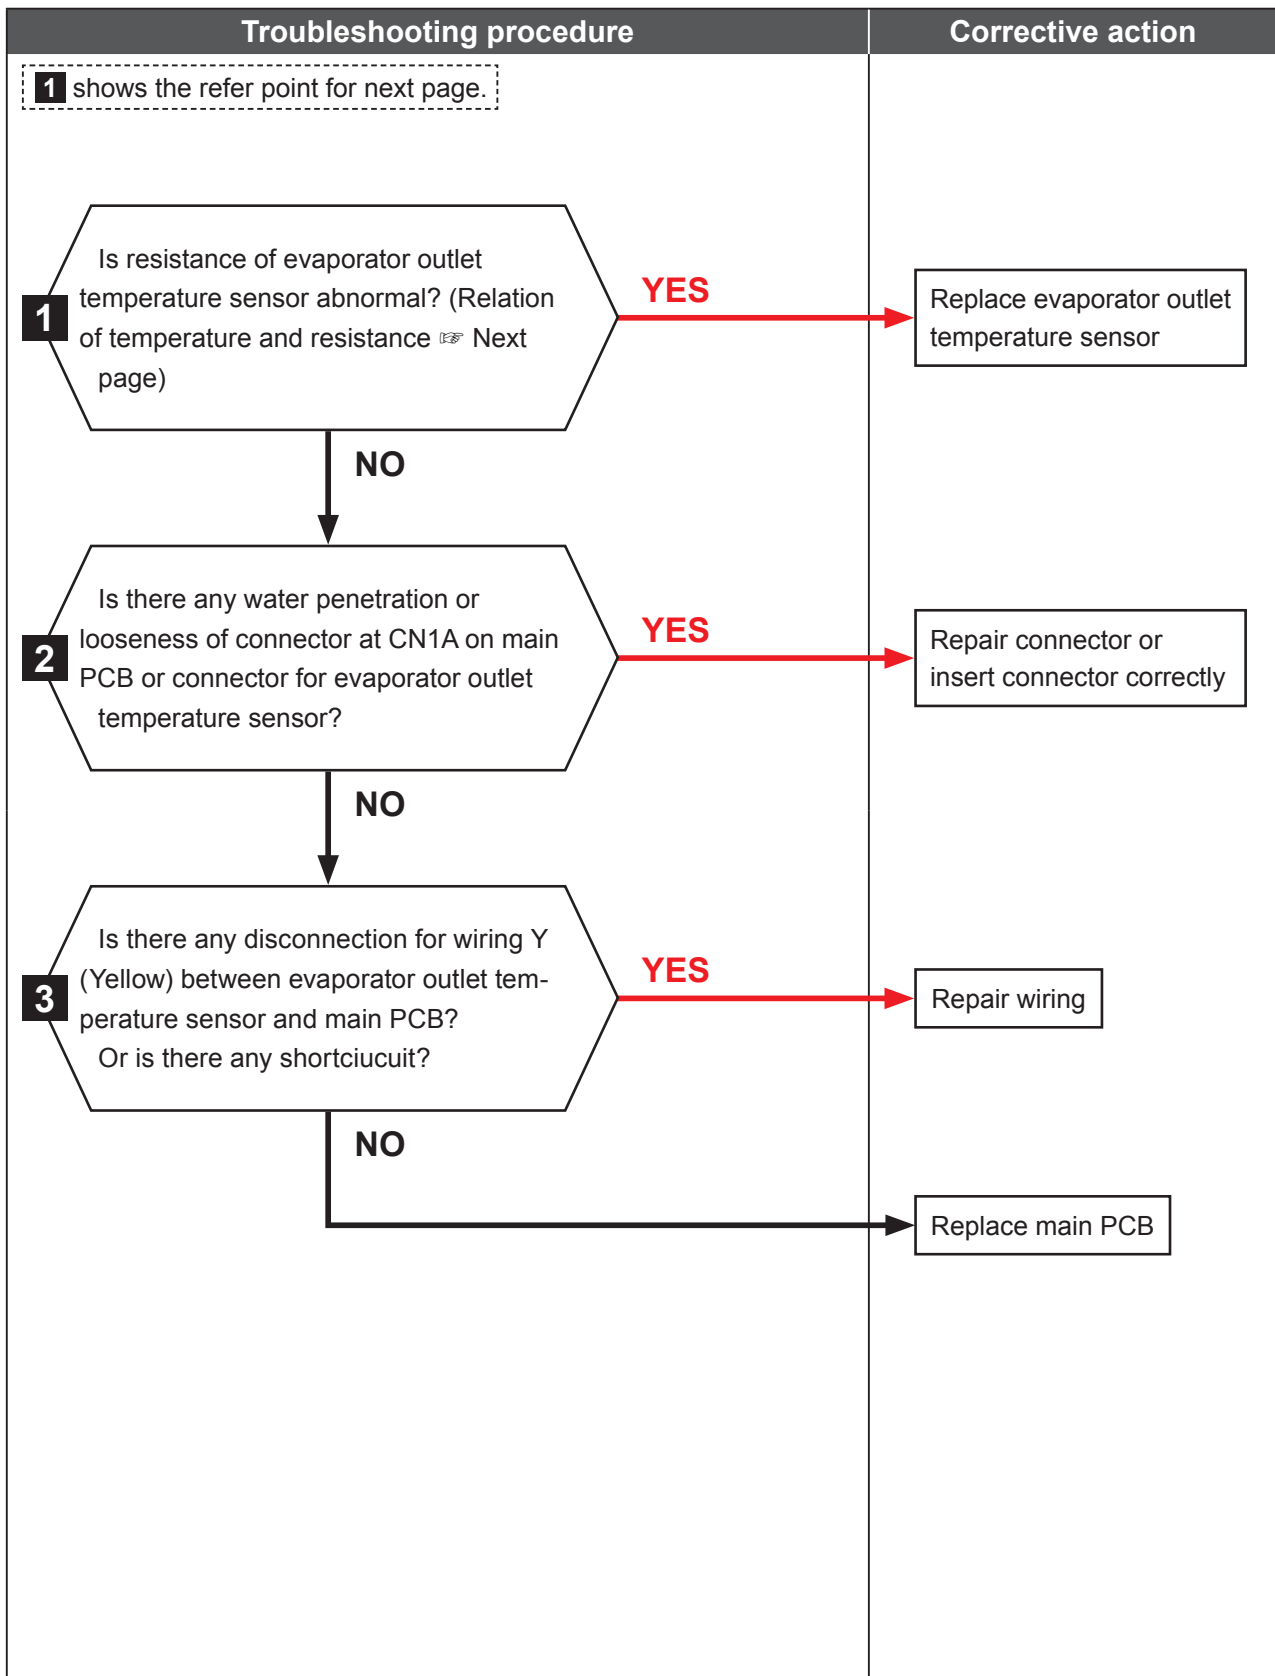 Troubleshooting procedure
Corrective action
1 shows the refer point for next page.
1
Is resistance of evaporator outlet
temperature sensor abnormal? (Relation
of temperature and resistance ☞ Next
page)
YES
Replace evaporator outlet
temperature sensor
NO
2
Is there any water penetration or
looseness of connector at CN1A on main
PCB or connector for evaporator outlet
temperature sensor?
YES
Repair connector or
insert connector correctly
NO
3
Is there any disconnection for wiring Y
(Yellow) between evaporator outlet tem-
perature sensor and main PCB?
Or is there any shortciucuit?
YES
Repair wiring
NO
Replace main PCB